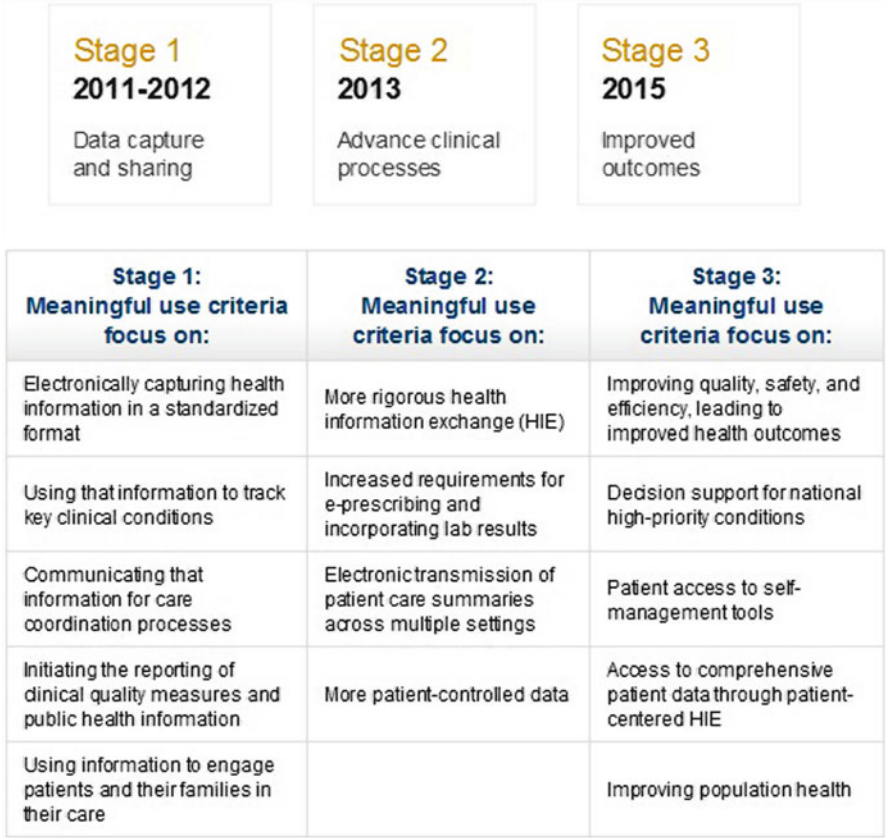 Stage 1
2011-2012
Data capture
and sharing
Stage 2
2013
Advance clinical
processes
Stage 3
2015
Improved
outcomes
Stage 1:
Meaningful use criteria
focus on:
Stage 2:
Meaningful use
criteria focus on:
Stage 3:
Meaningful use
criteria focus on:
Electronically capturing health
information in a standardized
format
More rigorous health
information exchange (HIE)
Improving quality, safety, and
efficiency, leading to
improved health outcomes
Using that information to track
key clinical conditions
Increased requirements for
e-prescribing and
incorporating lab results
Decision support for national
high-priority conditions
Communicating that
information for care
coordination processes
Electronic transmission of
patient care summaries
across multiple settings
Patient access to self-
management tools
Initiating the reporting of
clinical quality measures and
public health information
More patient-controlled data
Access to comprehensive
patient data through patient-
centered HIE
Using information to engage
patients and their families in
their care
Improving population health